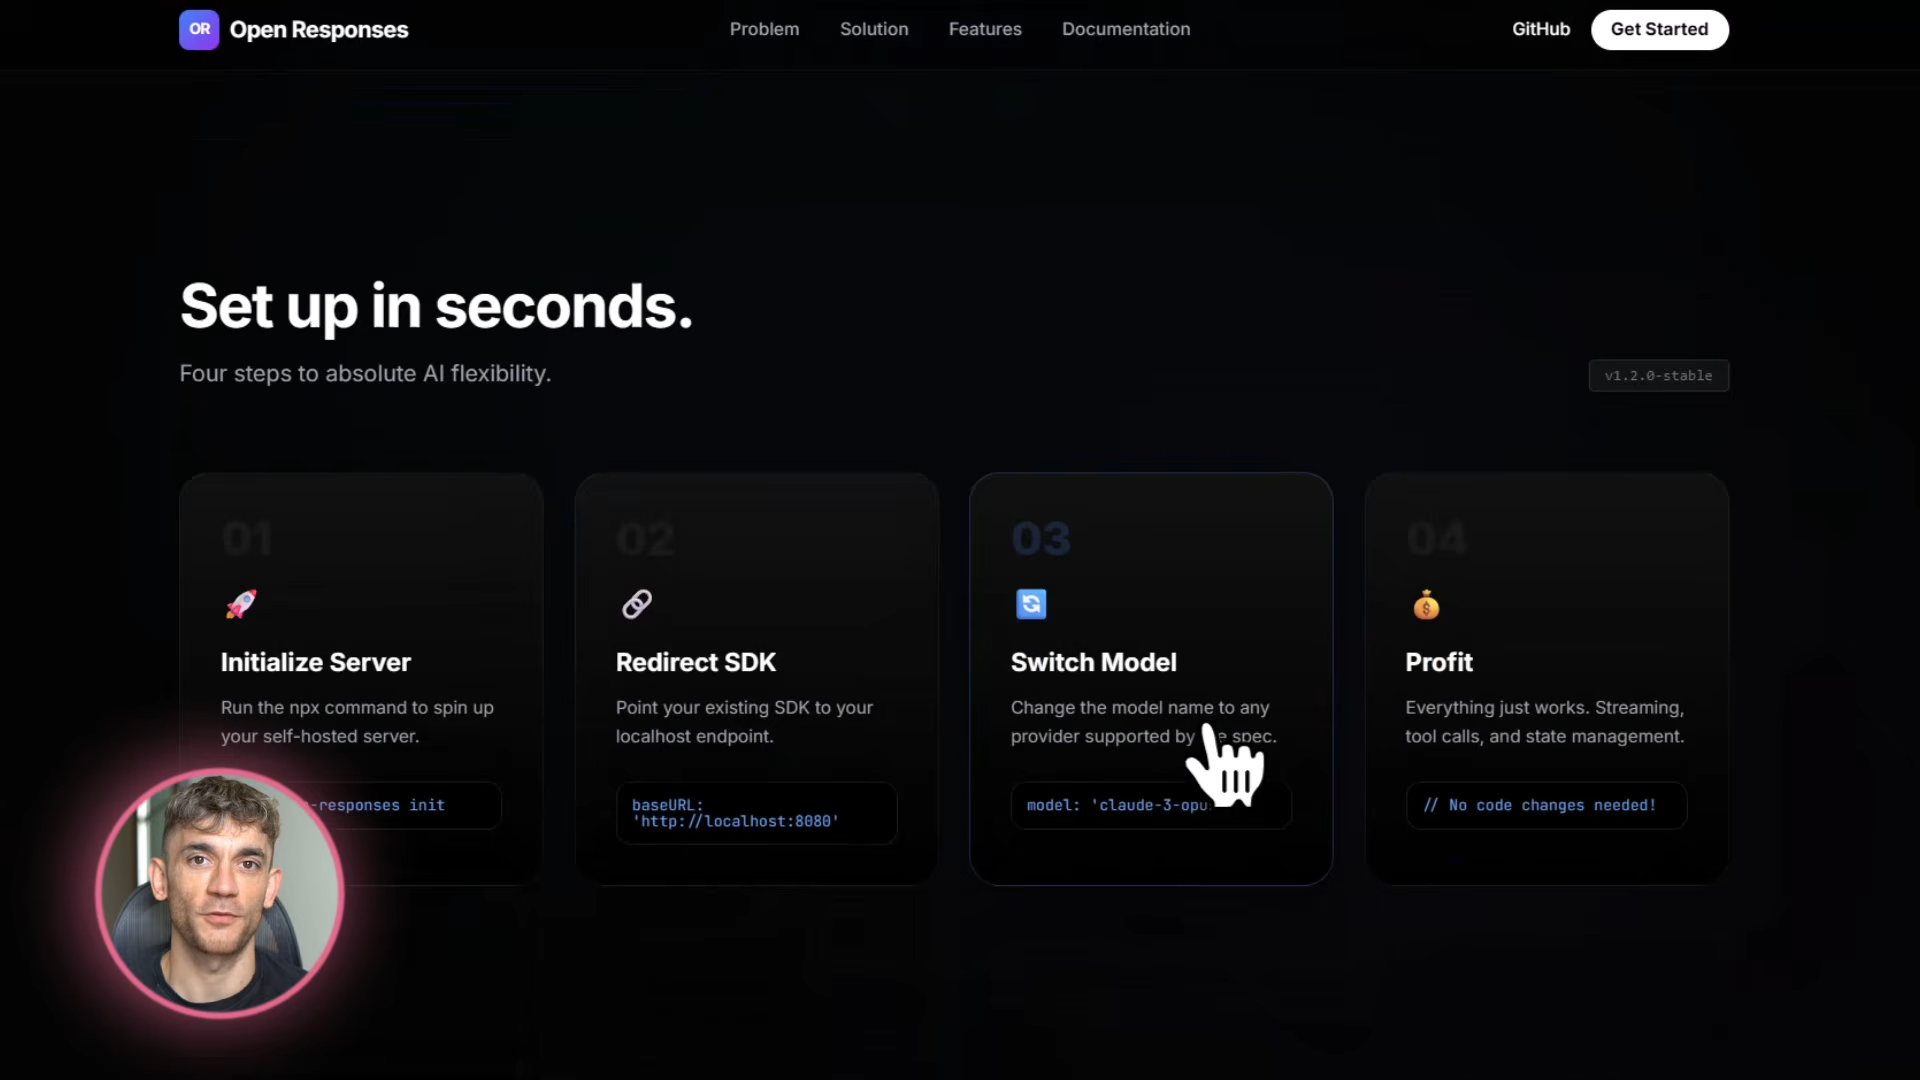 OR Open Responses
Problem
Solution
Features
Documentation
GitHub
Get Started
Set up in seconds.
Four steps to absolute AI flexibility.
v1.2.0-stable
01
Initialize Server
Run the npx command to spin up
your self-hosted server.
-responses init
02
Redirect SDK
Point your existing SDK to your
localhost endpoint.
baseURL:
'http://localhost:8080'
03
Switch Model
Change the model name to any
provider supported by spec.
model: 'claude-3-opu
04
Profit
Everything just works. Streaming,
tool calls, and state management.
// No code changes needed!